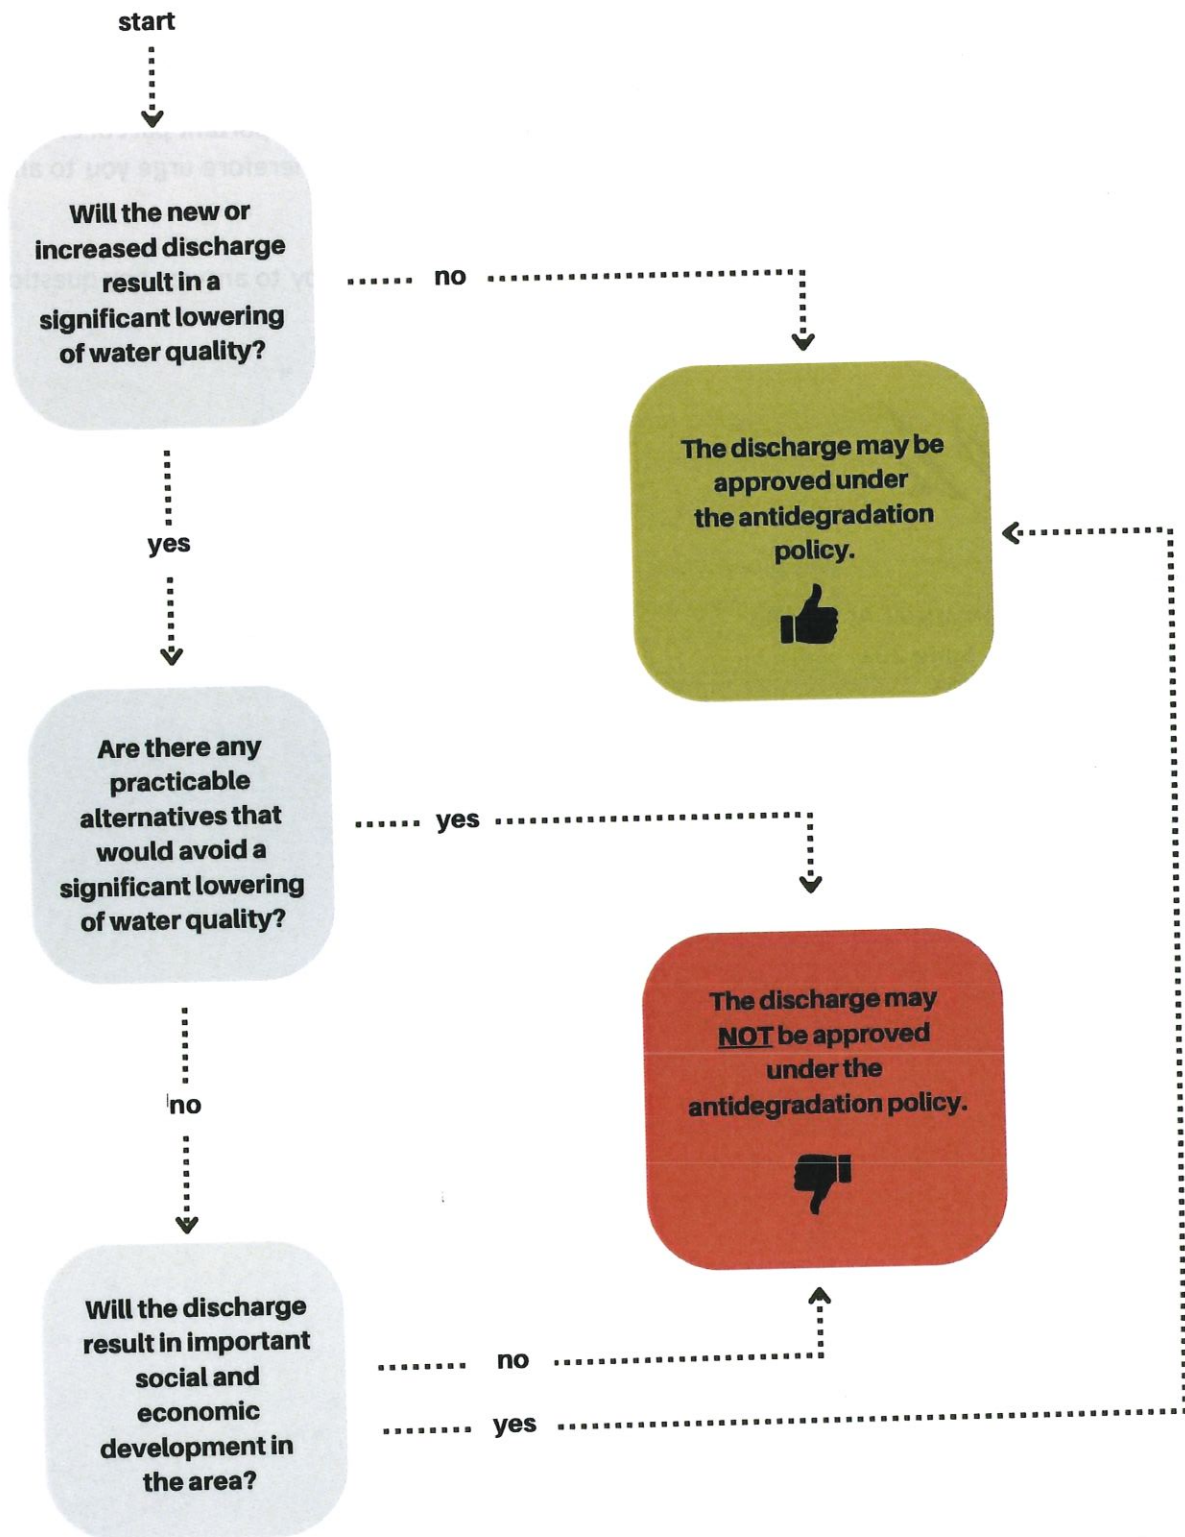 start
Will the new or
increased discharge
result in a
significant lowering
of water quality?
no
The discharge may be
approved under
the antidegradation
policy.
yes
Are there any
practicable
alternatives that
would avoid a
significant lowering
of water quality?
yes
The discharge may
NOT be approved
under the
antidegradation policy.
no
Will the discharge
result in important
social and
economic
development in
the area?
no
yes